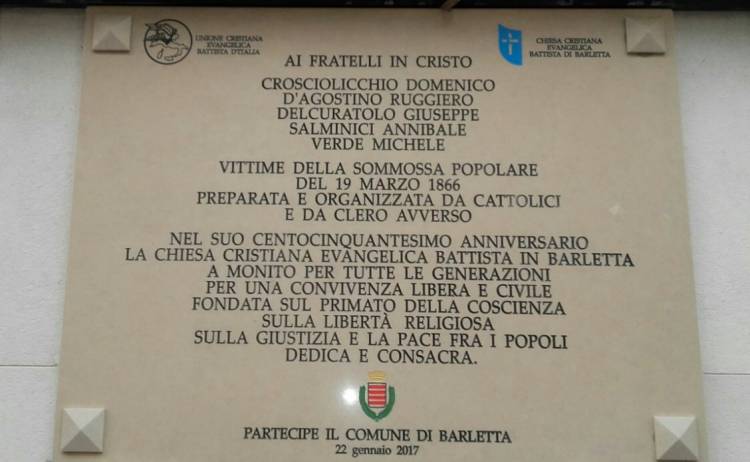 UNIONE CRISTIANA
EVANGELICA
BATTISTA D'ITALIA
CHIESA CRISTIANA
EVANGELICA
BATTISTA DI BARLETTA
AI FRATELLI IN CRISTO
CROSCIOLICCHIO DOMENICO
D'AGOSTINO RUGGIERO
DELCURATOLO GIUSEPPE
SALMINICI ANNIBALE
VERDE MICHELE
VITTIME DELLA SOMMOSSA POPOLARE
DEL 19 MARZO 1866
PREPARATA E ORGANIZZATA DA CATTOLICI
E DA CLERO AVVERSO
NEL SUO CENTOCINQUANTESIMO ANNIVERSARIO
LA CHIESA CRISTIANA EVANGELICA BATTISTA IN BARLETTA
A MONITO PER TUTTE LE GENERAZIONI
PER UNA CONVIVENZA LIBERA E CIVILE
FONDATA SUL PRIMATO DELLA COSCIENZA
SULLA LIBERTÀ RELIGIOSA
SULLA GIUSTIZIA E LA PACE FRA I POPOLI
DEDICA E CONSACRA.
PARTECIPE IL COMUNE DI BARLETTA
22 gennaio 2017